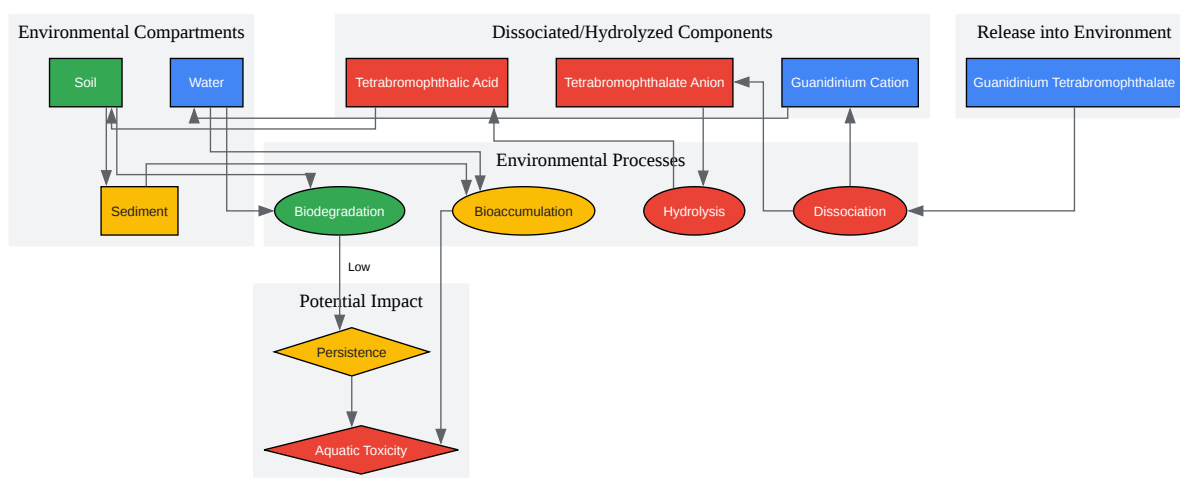 Environmental Compartments
Dissociated/Hydrolyzed Components
Release into Environment
Soil
Water
Tetrabromophthalic Acid
Tetrabromophthalate Anion
Guanidinium Cation
Guanidinium Tetrabromophthalate
Environmental Processes
Sediment
Biodegradation
Bioaccumulation
Hydrolysis
Dissociation
Low
Potential Impact
Persistence
Aquatic Toxicity